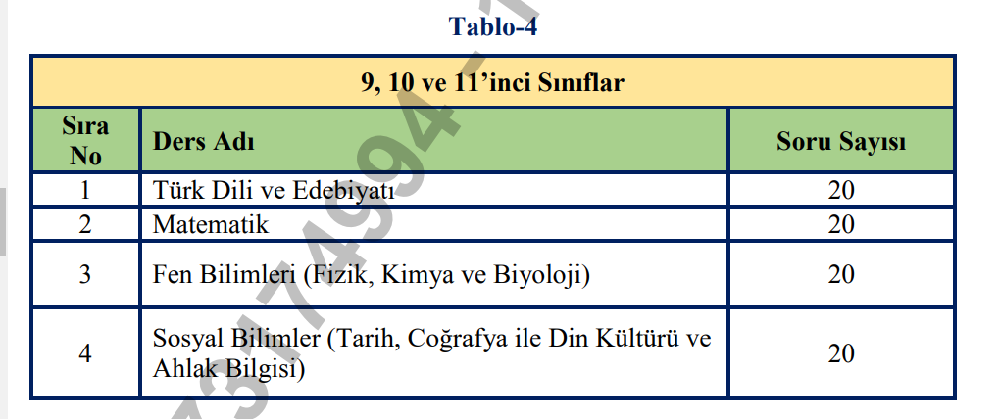 Tablo-4
9, 10 ve 11’inci Sınıflar
Sıra No Ders Adı Soru Sayısı
1 Türk Dili ve Edebiyatı 20
2 Matematik 20
3 Fen Bilimleri (Fizik, Kimya ve Biyoloji) 20
4 Sosyal Bilimler (Tarih, Coğrafya ile Din Kültürü ve
Ahlak Bilgisi) 20
73174994 - 1